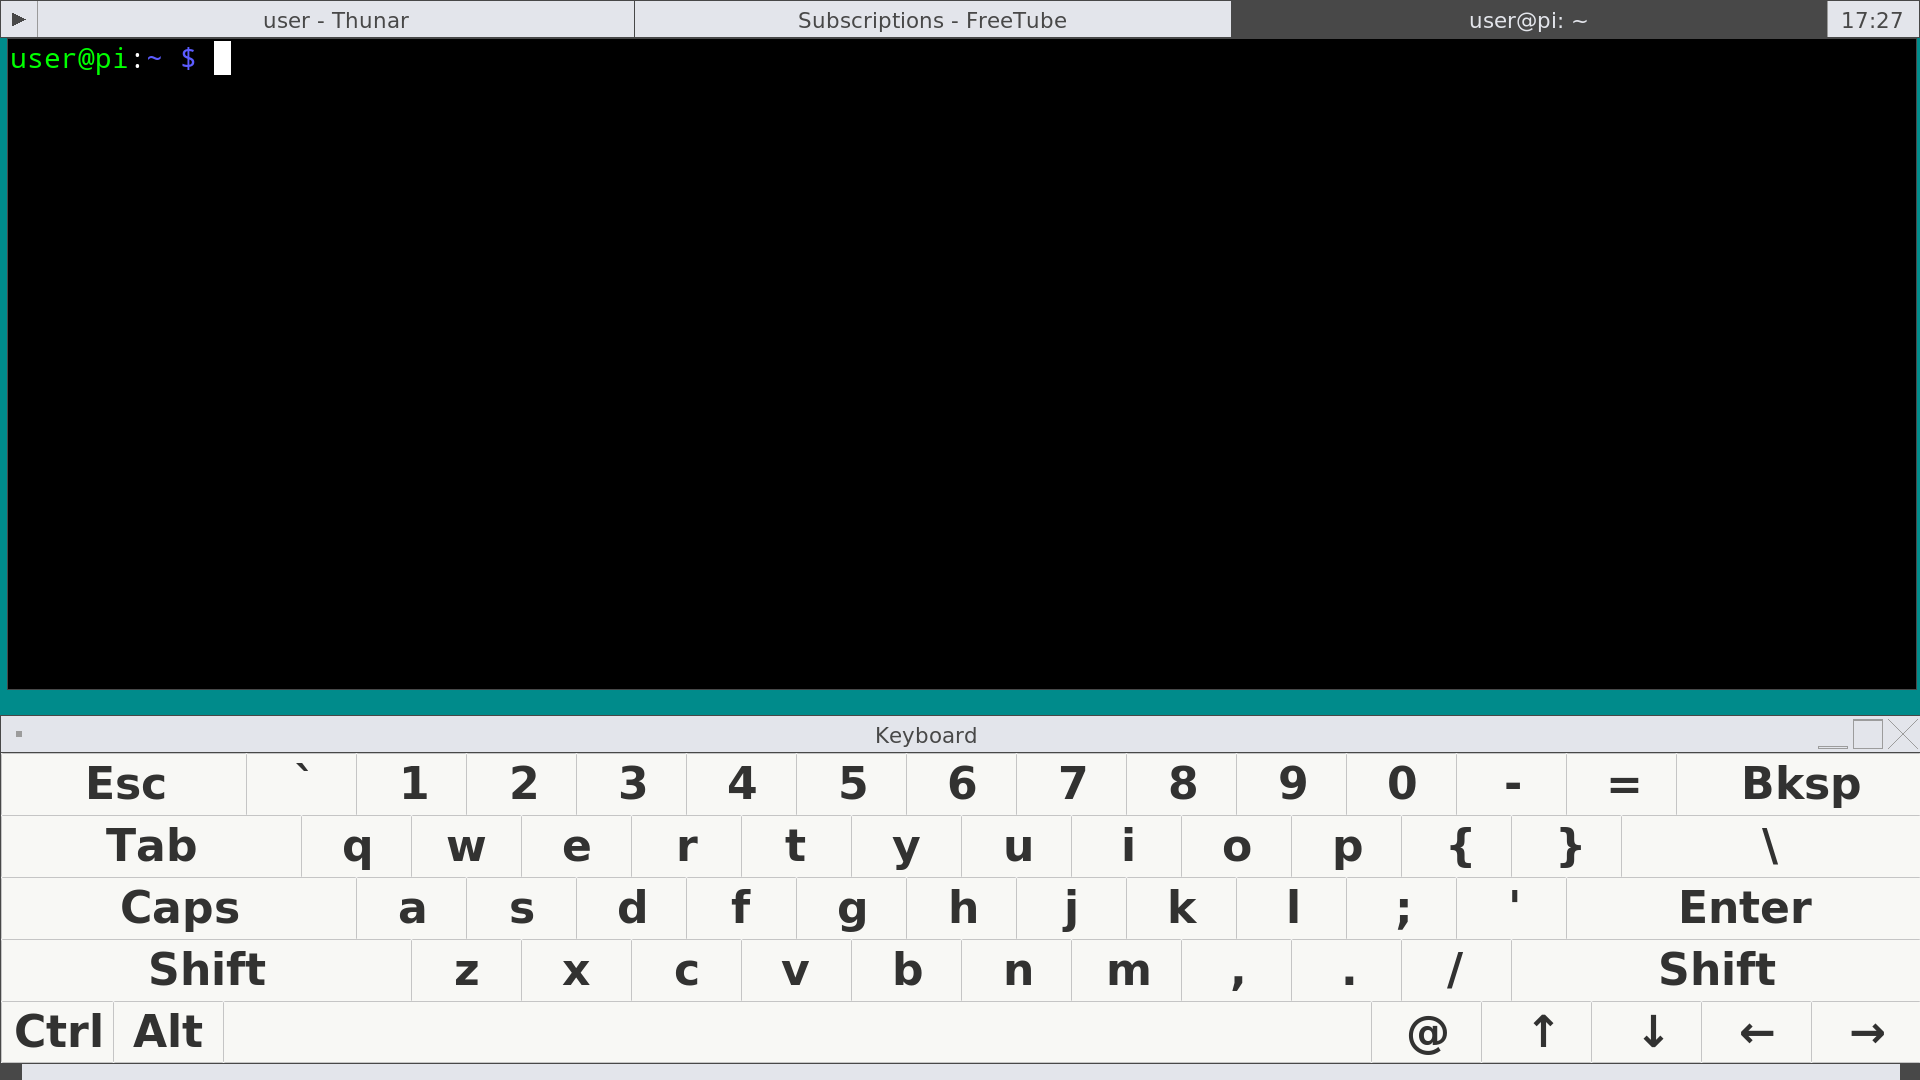 user - Thunar Subscriptions - FreeTube user@pi: ~ 17:27
user@pi:~ $
Keyboard
Esc ` 1 2 3 4 5 6 7 8 9 0 - = Bksp
Tab q w e r t y u i o p { } \
Caps a s d f g h j k l ; ' Enter
Shift z x c v b n m , . / Shift
Ctrl Alt @ ↑ ↓ ← →